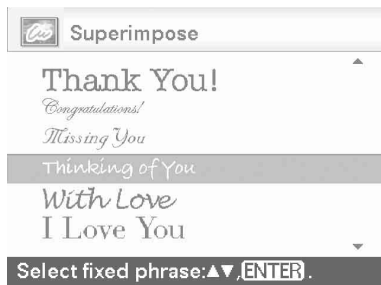 Superimpose
Thank You!
Congratulations!
Missing You
Thinking of You
With Love
I Love You
Select fixed phrase:▲▼,ENTER.